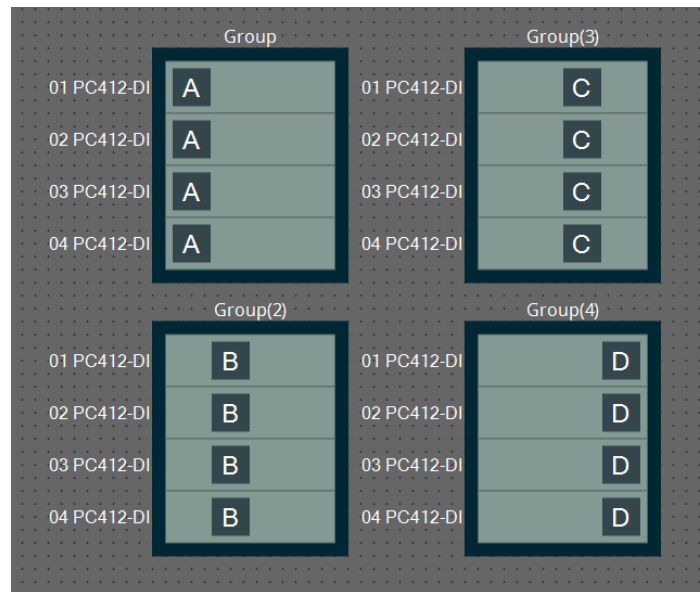 Group
01 PC412-DI A
02 PC412-DI A
03 PC412-DI A
04 PC412-DI A
Group(3)
01 PC412-DI C
02 PC412-DI C
03 PC412-DI C
04 PC412-DI C
Group(2)
01 PC412-DI B
02 PC412-DI B
03 PC412-DI B
04 PC412-DI B
Group(4)
01 PC412-DI D
02 PC412-DI D
03 PC412-DI D
04 PC412-DI D